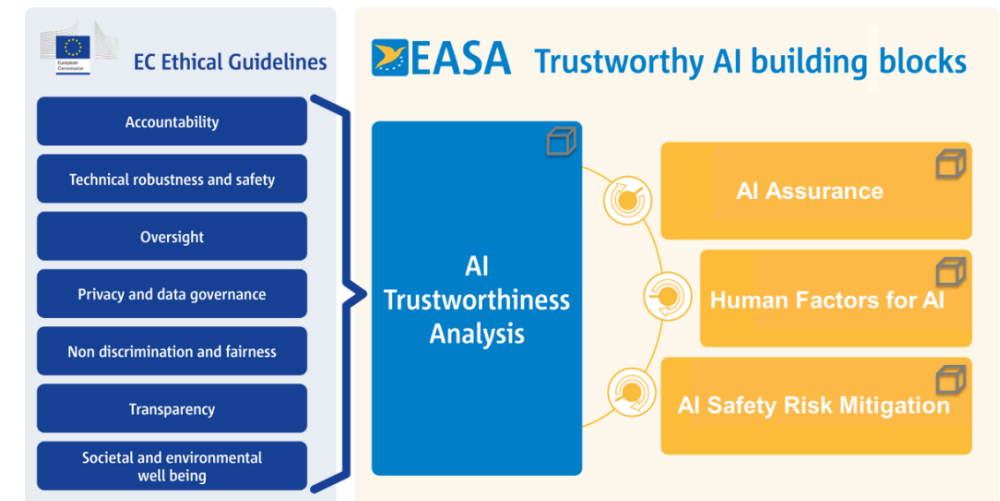 European
Commission
EC Ethical Guidelines
Accountability
Technical robustness and safety
Oversight
Privacy and data governance
Non discrimination and fairness
Transparency
Societal and environmental
well being
EASA Trustworthy AI building blocks
AI
Trustworthiness
Analysis
AI Assurance
Human Factors for AI
AI Safety Risk Mitigation